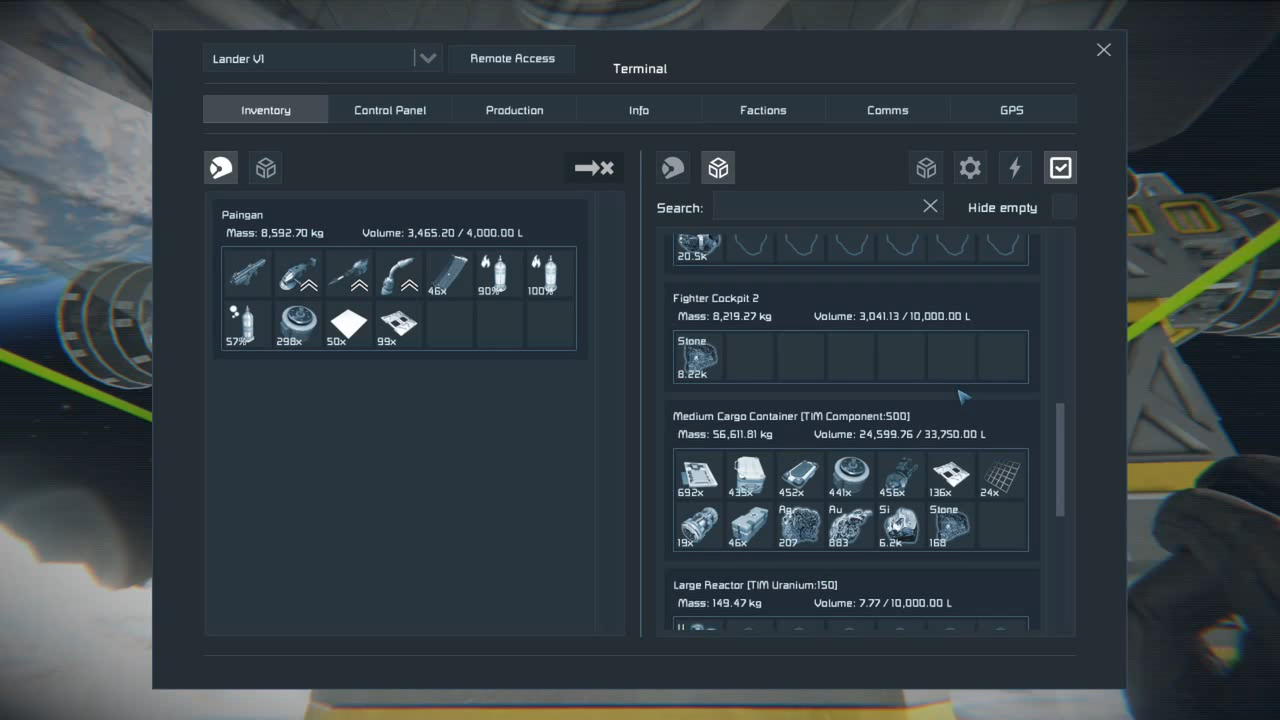 Lander V1
Remote Access
Terminal
Inventory
Control Panel
Production
Info
Factions
Comms
GPS
Search:
Hide empty
Paingan
Mass: 8,592.70 kg Volume: 3,465.20 / 4,000.00 L
46x 90% 100%
57% 298x 50x 99x
20.5k
Fighter Cockpit 2
Mass: 8,219.27 kg Volume: 3,041.13 / 10,000.00 L
Stone
8.22k
Medium Cargo Container [TIM Component:500]
Mass: 56,611.81 kg Volume: 24,599.76 / 33,750.00 L
692x 435x 452x 441x 456x 136x 24x
Ag Au Si Stone
19x 46x 207 883 6.2k 168
Large Reactor [TIM Uranium:150]
Mass: 149.47 kg Volume: 7.77 / 10,000.00 L
U